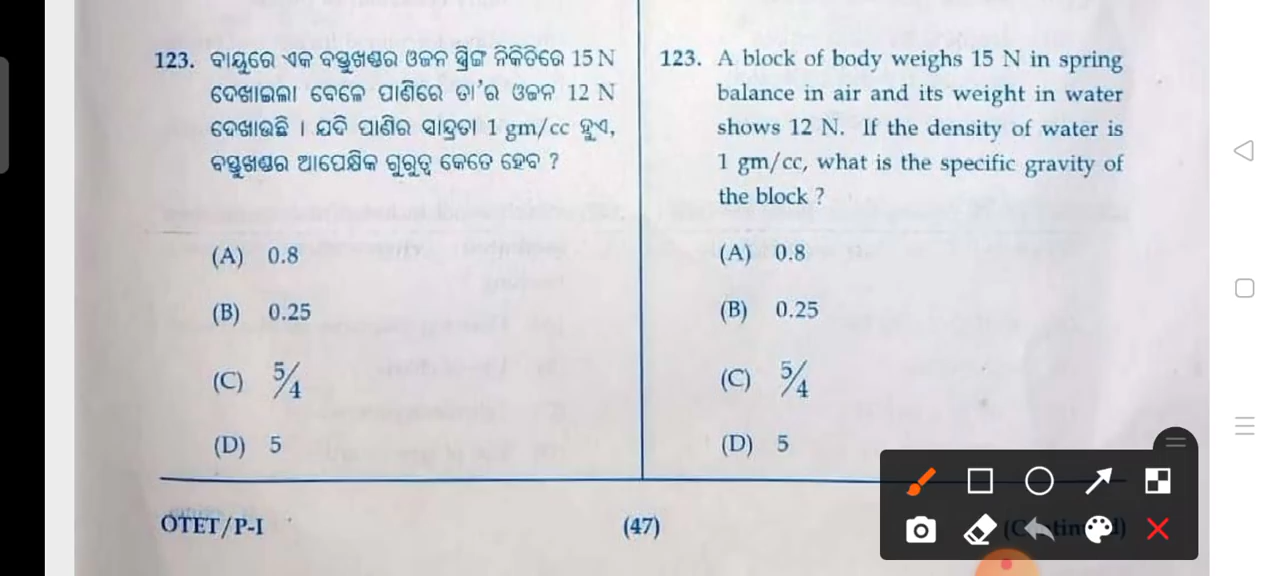 123. ବାୟୁରେ ଏକ ବସ୍ତୁଖଣ୍ଡର ଓଜନ ସ୍ପ୍ରିଙ୍ଗ ନିକିତିରେ 15 N
ଦେଖାଇଲା ବେଳେ ପାଣିରେ ତା'ର ଓଜନ 12 N
ଦେଖାଉଛି । ଯଦି ପାଣିର ସାନ୍ଦ୍ରତା 1 gm/cc ହୁଏ,
ବସ୍ତୁଖଣ୍ଡର ଆପେକ୍ଷିକ ଗୁରୁତ୍ୱ କେତେ ହେବ ?
(A) 0.8
(B) 0.25
(C) 5/4
(D) 5
123. A block of body weighs 15 N in spring
balance in air and its weight in water
shows 12 N. If the density of water is
1 gm/cc, what is the specific gravity of
the block ?
(A) 0.8
(B) 0.25
(C) 5/4
(D) 5
OTET/P-I
(47)